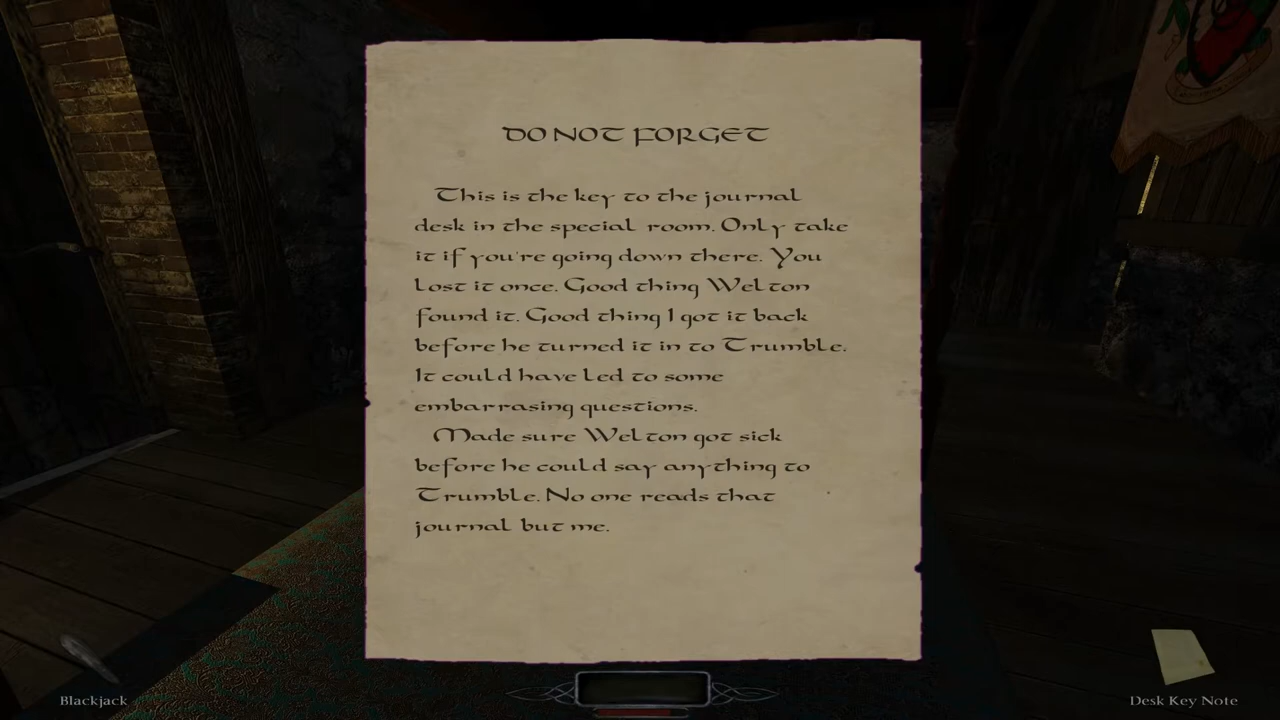 DO NOT FORGET
This is the key to the journal
desk in the special room. Only take
it if you're going down there. You
lost it once. Good thing Welton
found it. Good thing I got it back
before he turned it in to Trumble.
It could have led to some
embarrasing questions.
Made sure Welton got sick
before he could say anything to
Trumble. No one reads that
journal but me.
Blackjack
Desk Key Note